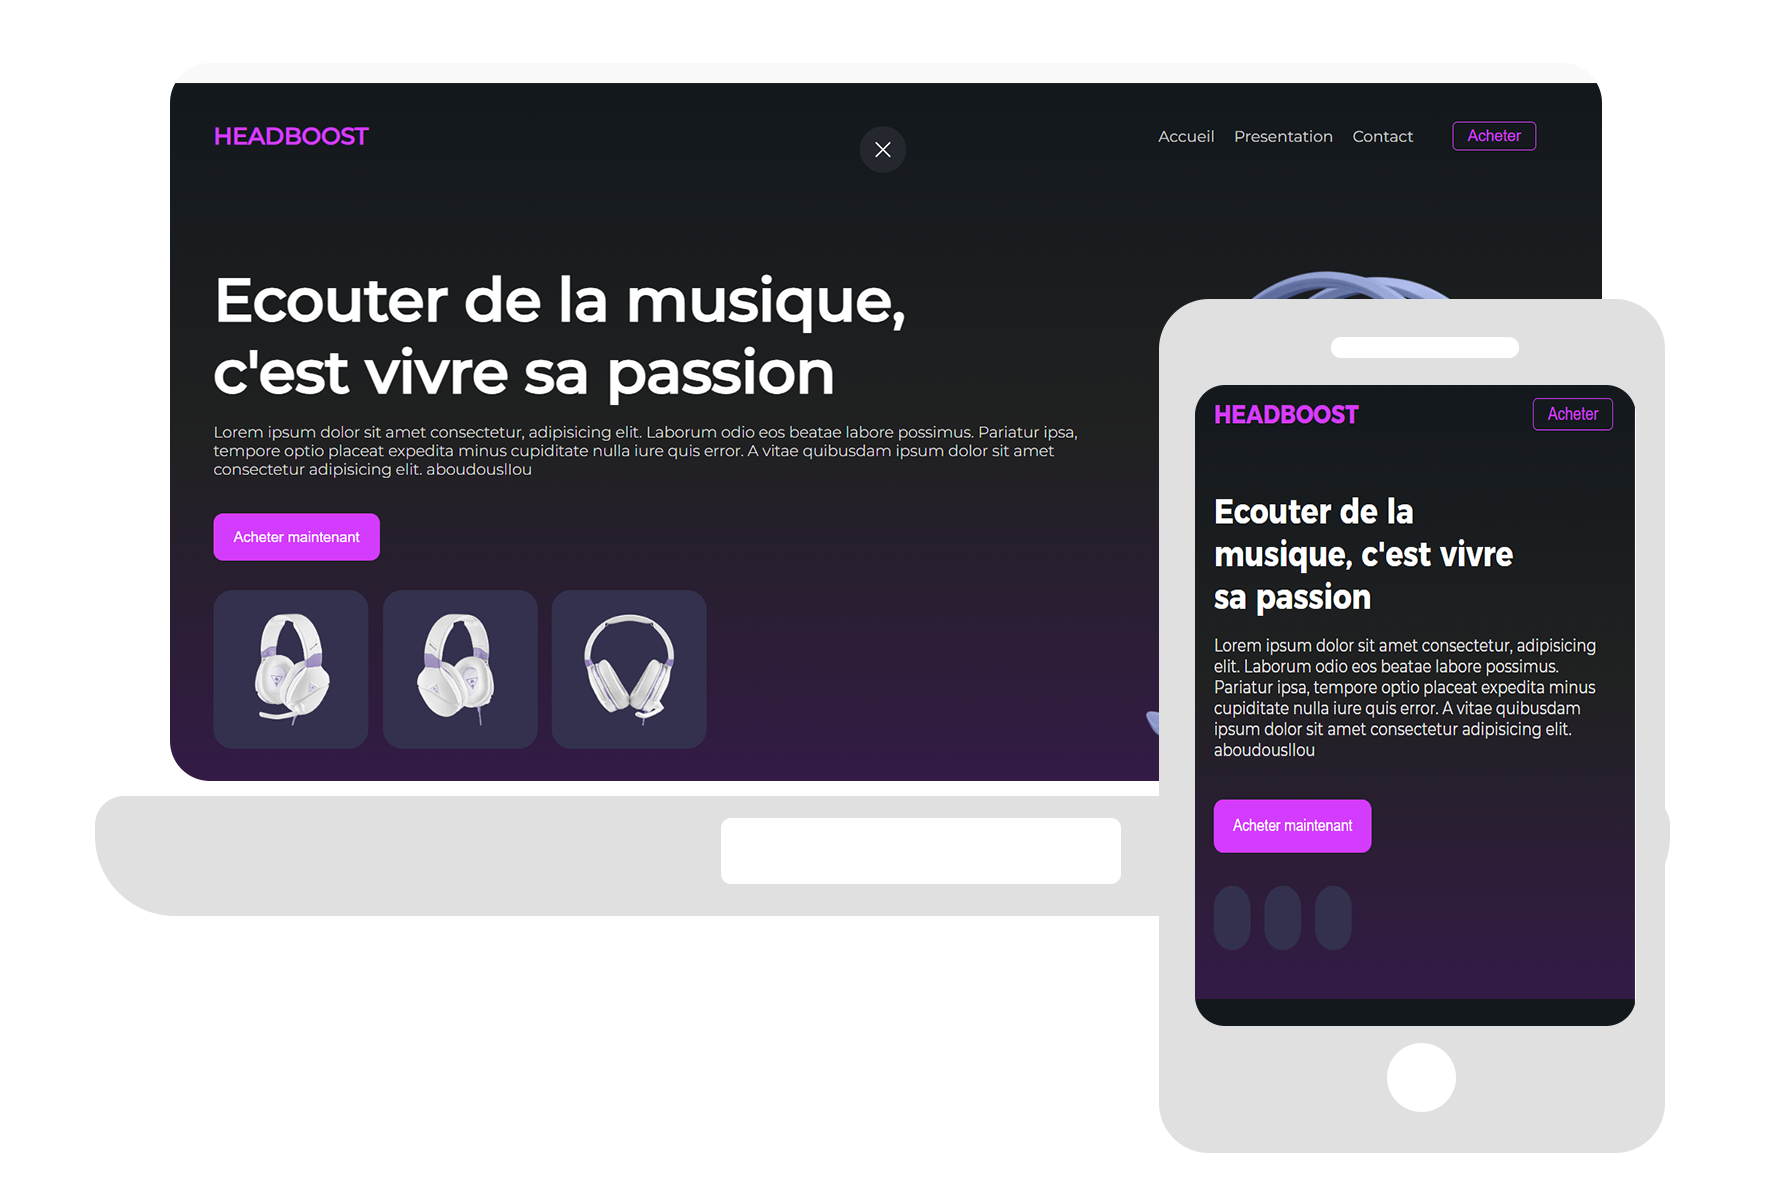 HEADBOOST
Accueil Presentation Contact Acheter
Ecouter de la musique,
c'est vivre sa passion
Lorem ipsum dolor sit amet consectetur, adipisicing elit. Laborum odio eos beatae labore possimus. Pariatur ipsa,
tempore optio placeat expedita minus cupiditate nulla iure quis error. A vitae quibusdam ipsum dolor sit amet
consectetur adipisicing elit. aboudousllou
Acheter maintenant
HEADBOOST
Acheter
Ecouter de la
musique, c'est vivre
sa passion
Lorem ipsum dolor sit amet consectetur, adipisicing
elit. Laborum odio eos beatae labore possimus.
Pariatur ipsa, tempore optio placeat expedita minus
cupiditate nulla iure quis error. A vitae quibusdam
ipsum dolor sit amet consectetur adipisicing elit.
aboudousllou
Acheter maintenant